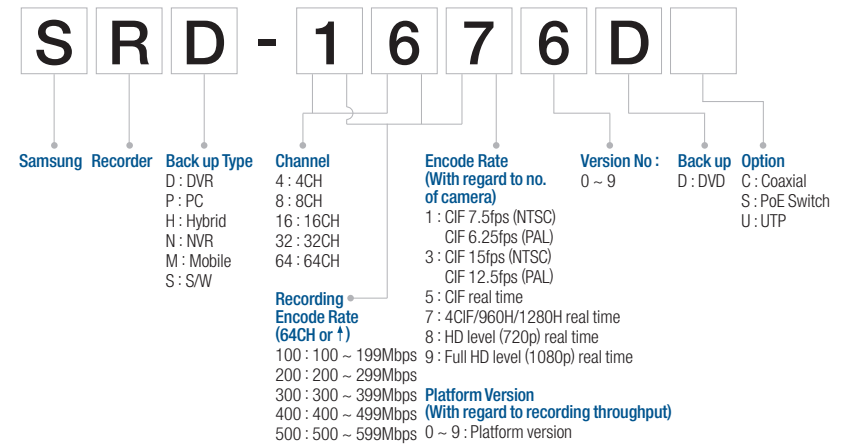 SRD-1676D
Samsung
Recorder
Back up Type
D : DVR
P : PC
H : Hybrid
N : NVR
M : Mobile
S : S/W
Channel
4 : 4CH
8 : 8CH
16 : 16CH
32 : 32CH
64 : 64CH
Recording
Encode Rate
(64CH or ↑)
100 : 100 ~ 199Mbps
200 : 200 ~ 299Mbps
300 : 300 ~ 399Mbps
400 : 400 ~ 499Mbps
500 : 500 ~ 599Mbps
Encode Rate
(With regard to no.
of camera)
1 : CIF 7.5fps (NTSC)
CIF 6.25fps (PAL)
3 : CIF 15fps (NTSC)
CIF 12.5fps (PAL)
5 : CIF real time
7 : 4CIF/960H/1280H real time
8 : HD level (720p) real time
9 : Full HD level (1080p) real time
Platform Version
(With regard to recording throughput)
0 ~ 9 : Platform version
Version No :
0 ~ 9
Back up
D : DVD
Option
C : Coaxial
S : PoE Switch
U : UTP